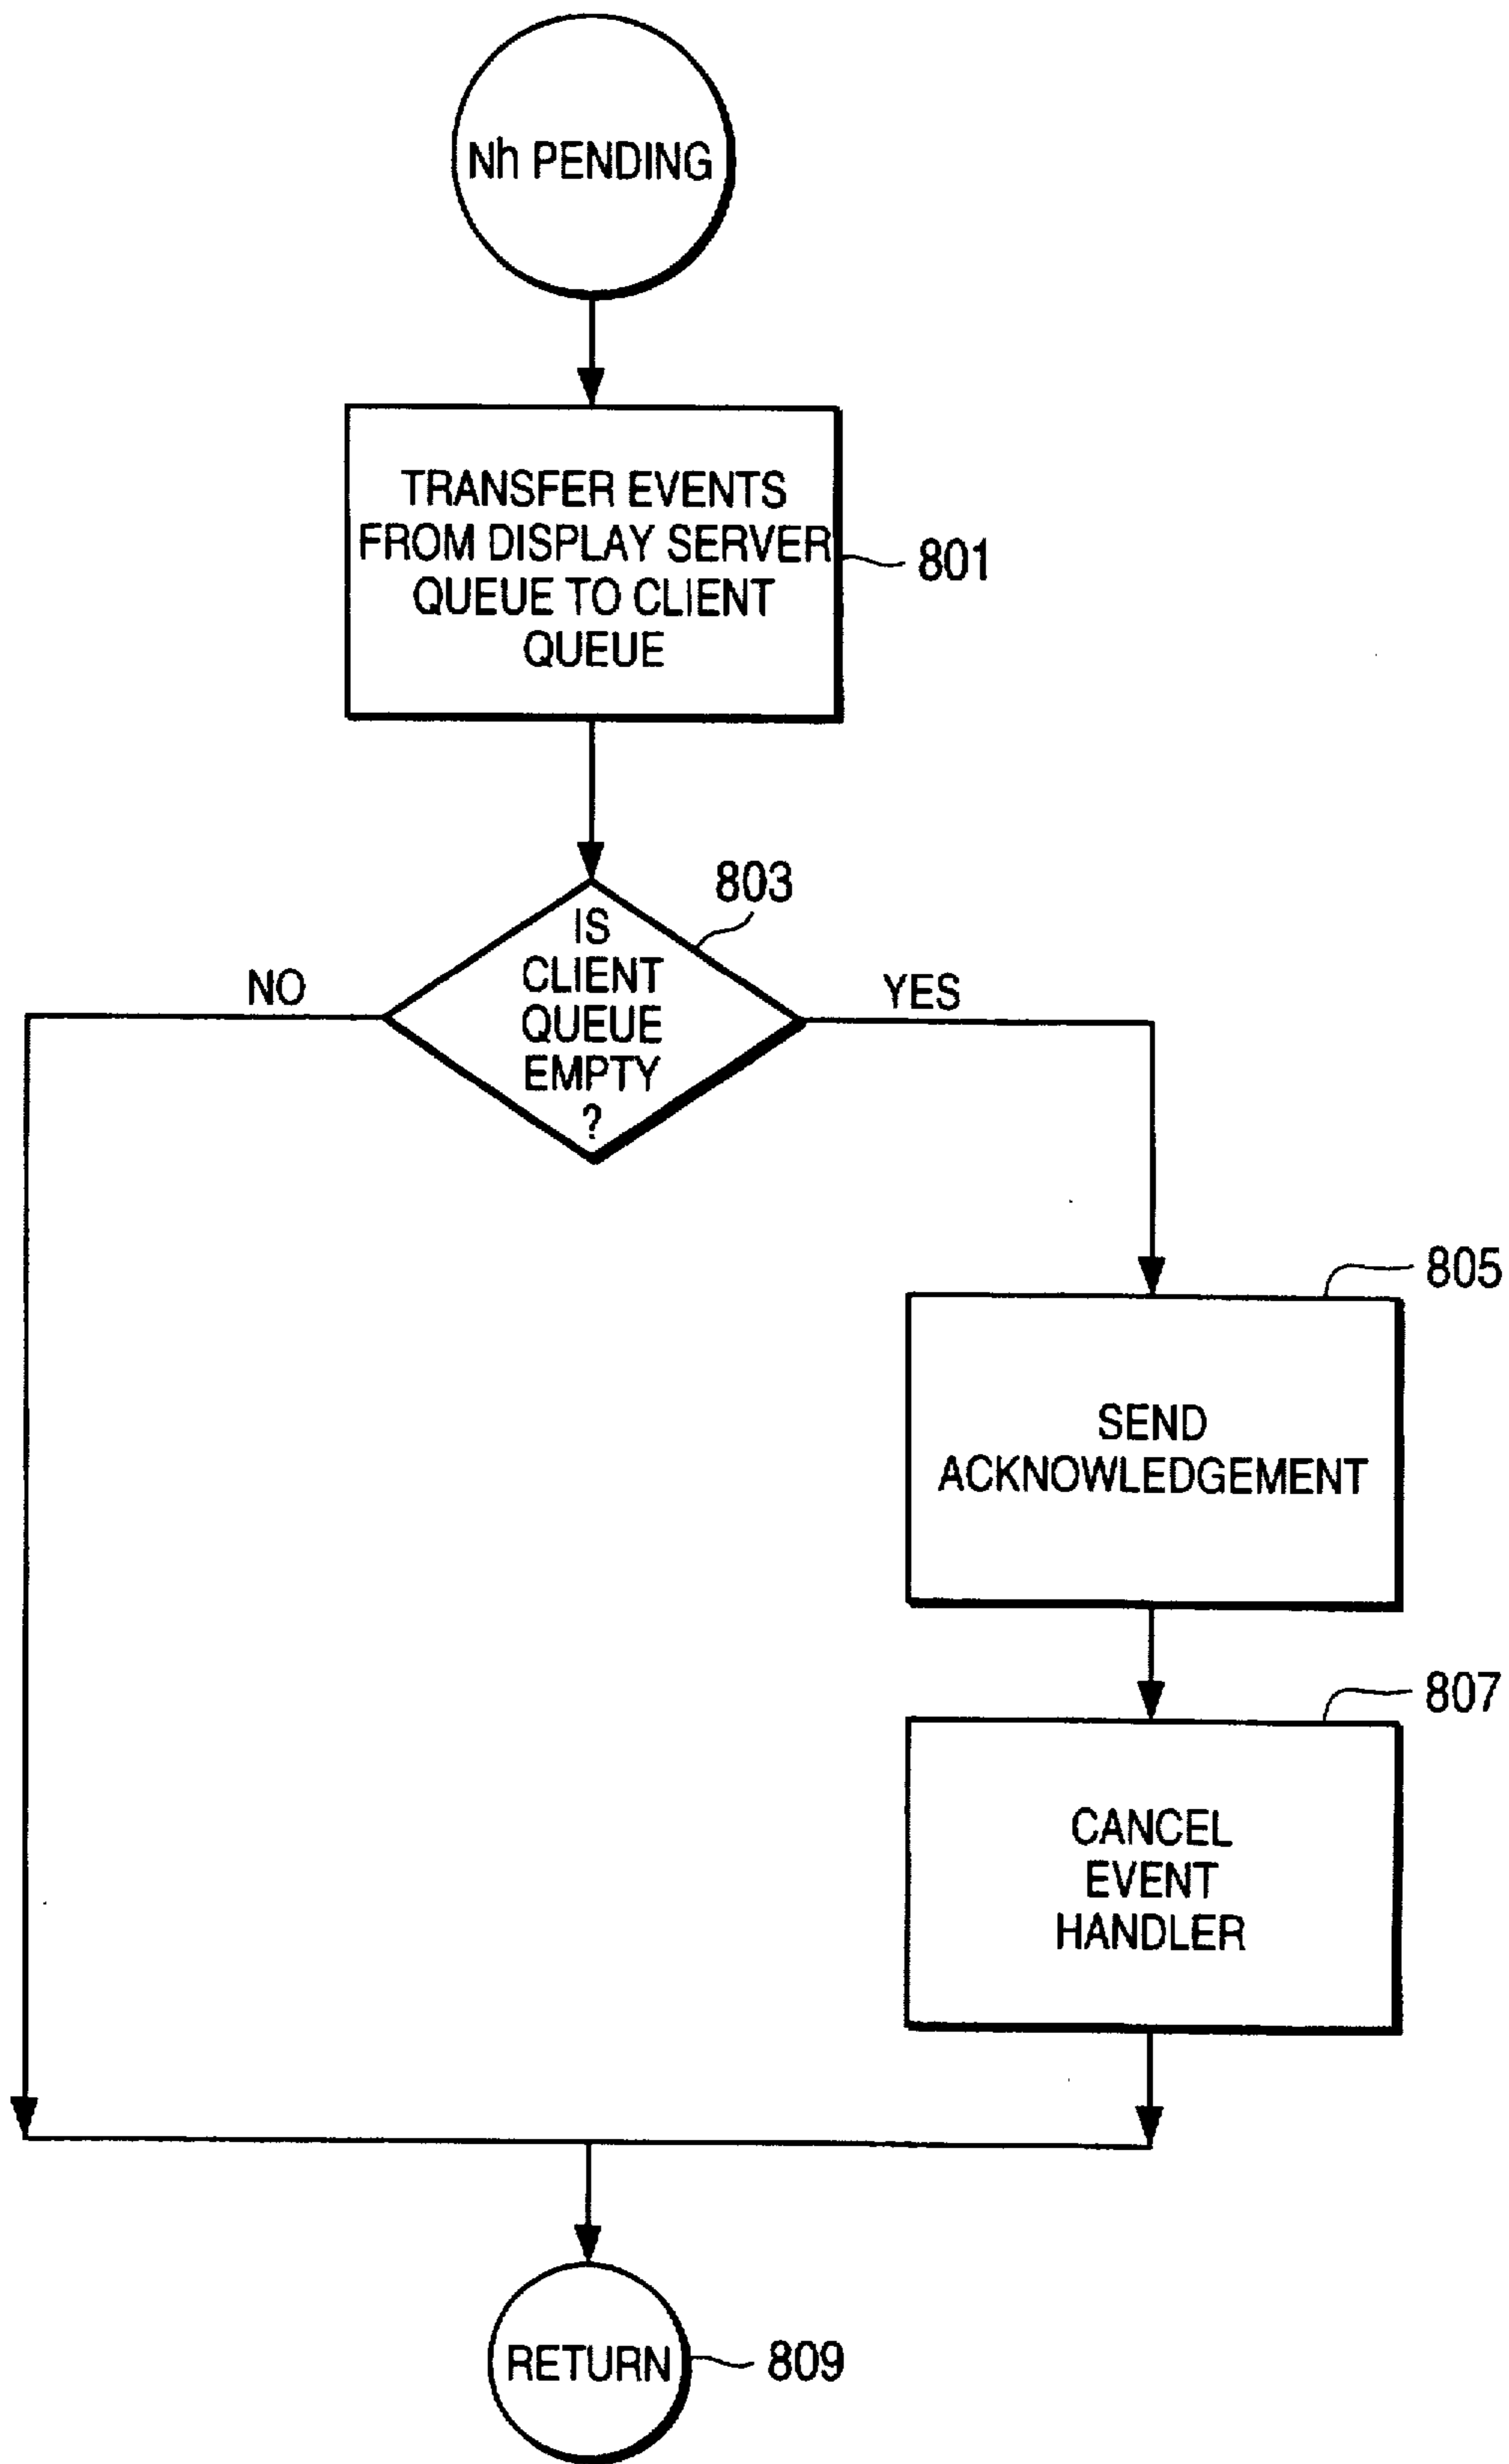 Nh PENDING
TRANSFER EVENTS
FROM DISPLAY SERVER
QUEUE TO CLIENT
QUEUE
801
803
IS
CLIENT
QUEUE
EMPTY
?
NO
YES
805
SEND
ACKNOWLEDGEMENT
807
CANCEL
EVENT
HANDLER
RETURN
809